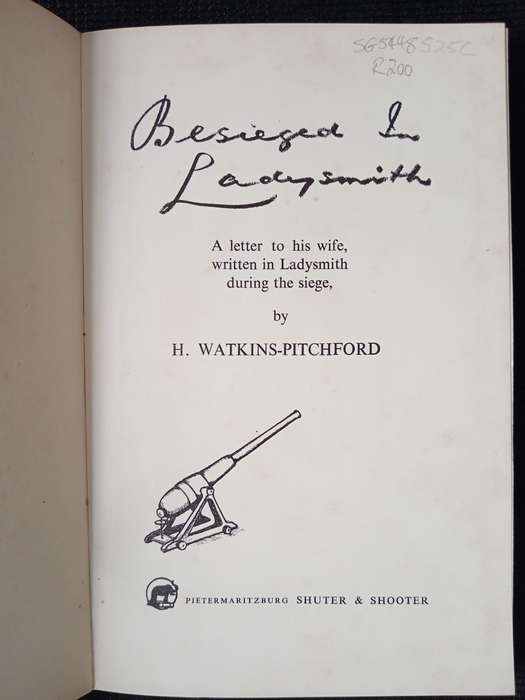 SG5448525C
R200
Besieged In
Ladysmith
A letter to his wife,
written in Ladysmith
during the siege,
by
H. WATKINS-PITCHFORD
PIETERMARITZBURG SHUTER & SHOOTER